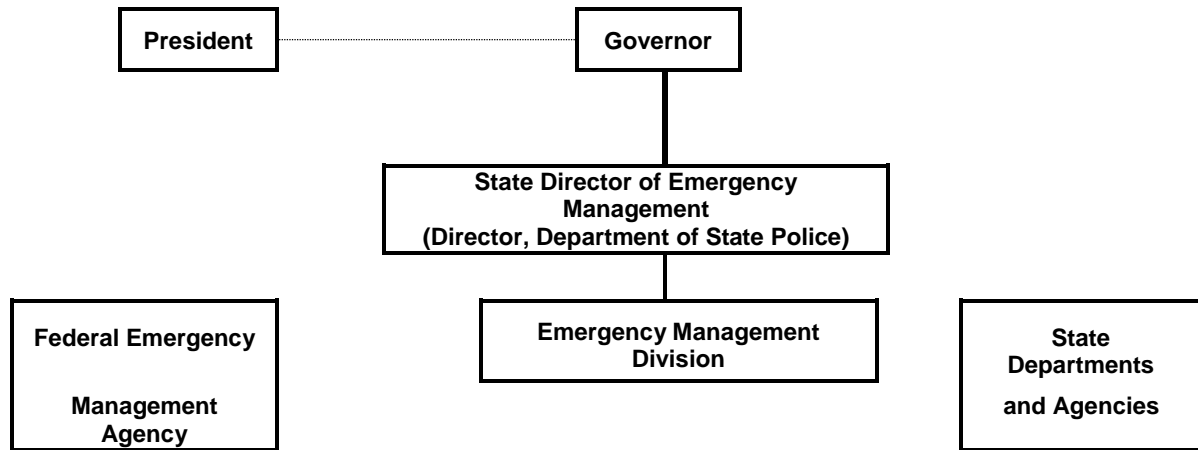 President
Governor
State Director of Emergency
Management
(Director, Department of State Police)
Federal Emergency
Management
Agency
Emergency Management
Division
State
Departments
and Agencies